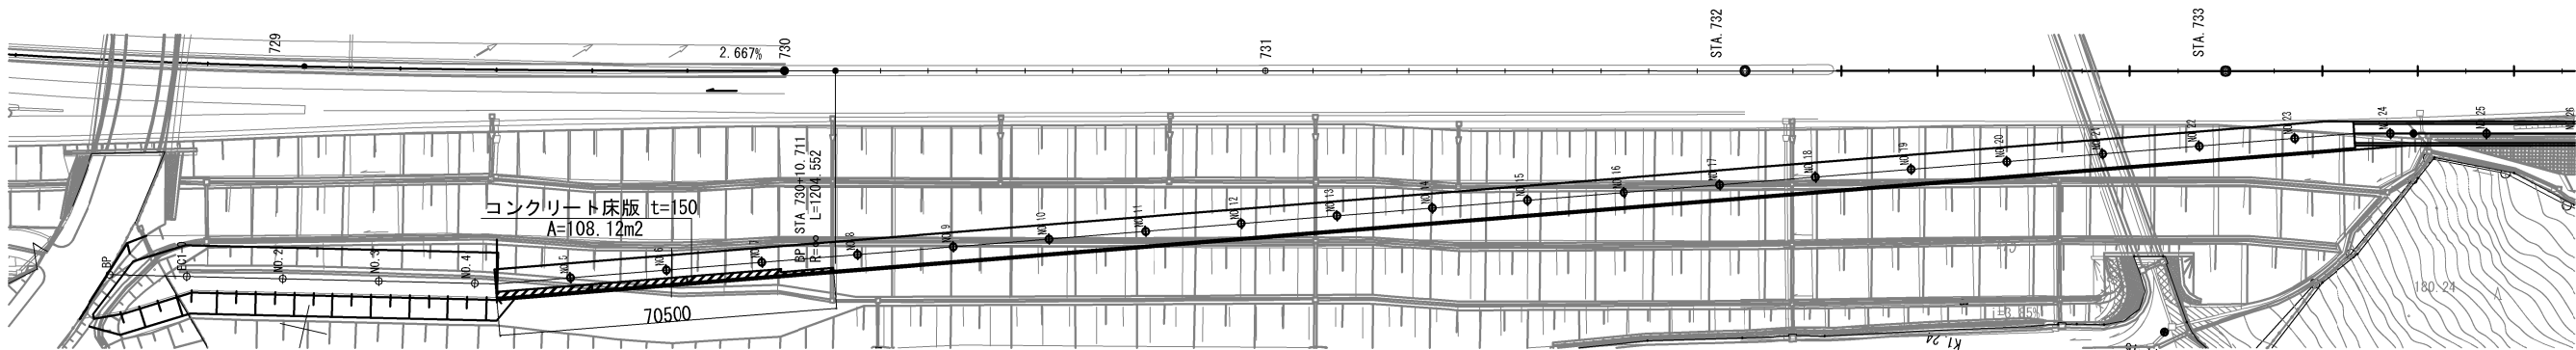 729
2.667%
730
731
STA.732
STA.733
BP STA 730+10.711
R=∞ L=1204.552
コンクリート床版 t=150
A=108.12m2
70500
BP
NO.2
NO.3
NO.4
NO.5
NO.6
NO.7
NO.8
NO.9
NO.10
NO.11
NO.12
NO.13
NO.14
NO.15
NO.16
NO.17
NO.18
NO.19
NO.20
NO.21
NO.22
NO.23
NO.24
NO.25
NO.26
180.24
K1.24